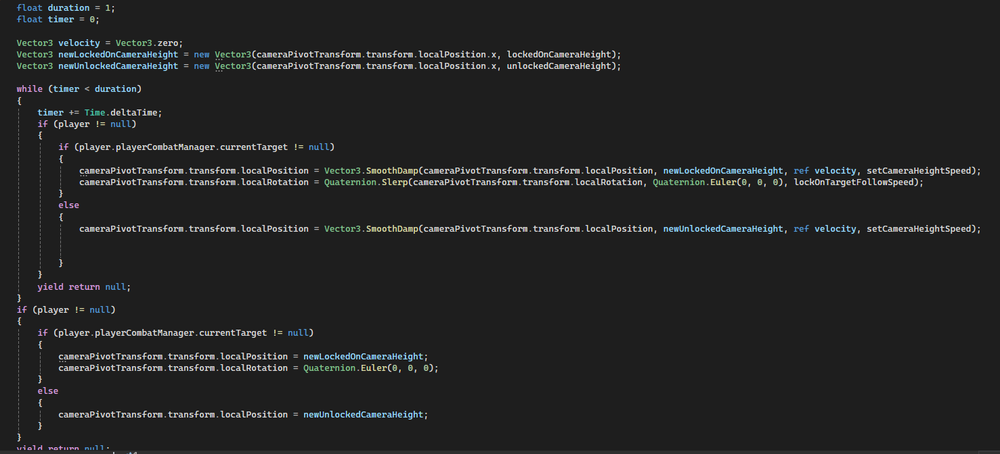 float duration = 1;
float timer = 0;
Vector3 velocity = Vector3.zero;
Vector3 newLockedOnCameraHeight = new Vector3(cameraPivotTransform.transform.localPosition.x, lockedOnCameraHeight);
Vector3 newUnlockedCameraHeight = new Vector3(cameraPivotTransform.transform.localPosition.x, unlockedCameraHeight);
while (timer < duration)
{
timer += Time.deltaTime;
if (player != null)
{
if (player.playerCombatManager.currentTarget != null)
{
cameraPivotTransform.transform.localPosition = Vector3.SmoothDamp(cameraPivotTransform.transform.localPosition, newLockedOnCameraHeight, ref velocity, setCameraHeightSpeed);
cameraPivotTransform.transform.localRotation = Quaternion.Slerp(cameraPivotTransform.transform.localRotation, Quaternion.Euler(0, 0, 0), lockOnTargetFollowSpeed);
}
else
{
cameraPivotTransform.transform.localPosition = Vector3.SmoothDamp(cameraPivotTransform.transform.localPosition, newUnlockedCameraHeight, ref velocity, setCameraHeightSpeed);
}
}
yield return null;
}
if (player != null)
{
if (player.playerCombatManager.currentTarget != null)
{
cameraPivotTransform.transform.localPosition = newLockedOnCameraHeight;
cameraPivotTransform.transform.localRotation = Quaternion.Euler(0, 0, 0);
}
else
{
cameraPivotTransform.transform.localPosition = newUnlockedCameraHeight;
}
}
yield return null;